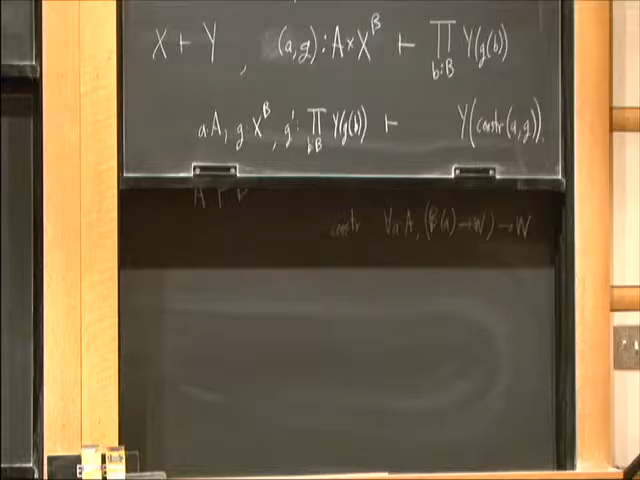 X ⊢ Y , (a,g) : A × X^B ⊢ ∏_{b:B} Y(g(b))
a:A, g:X^B, g': ∏_{b:B} Y(g(b)) ⊢ Y(constr(a,g)).
A ⊢ B
constr ∀a:A, (B(a) → W) → W